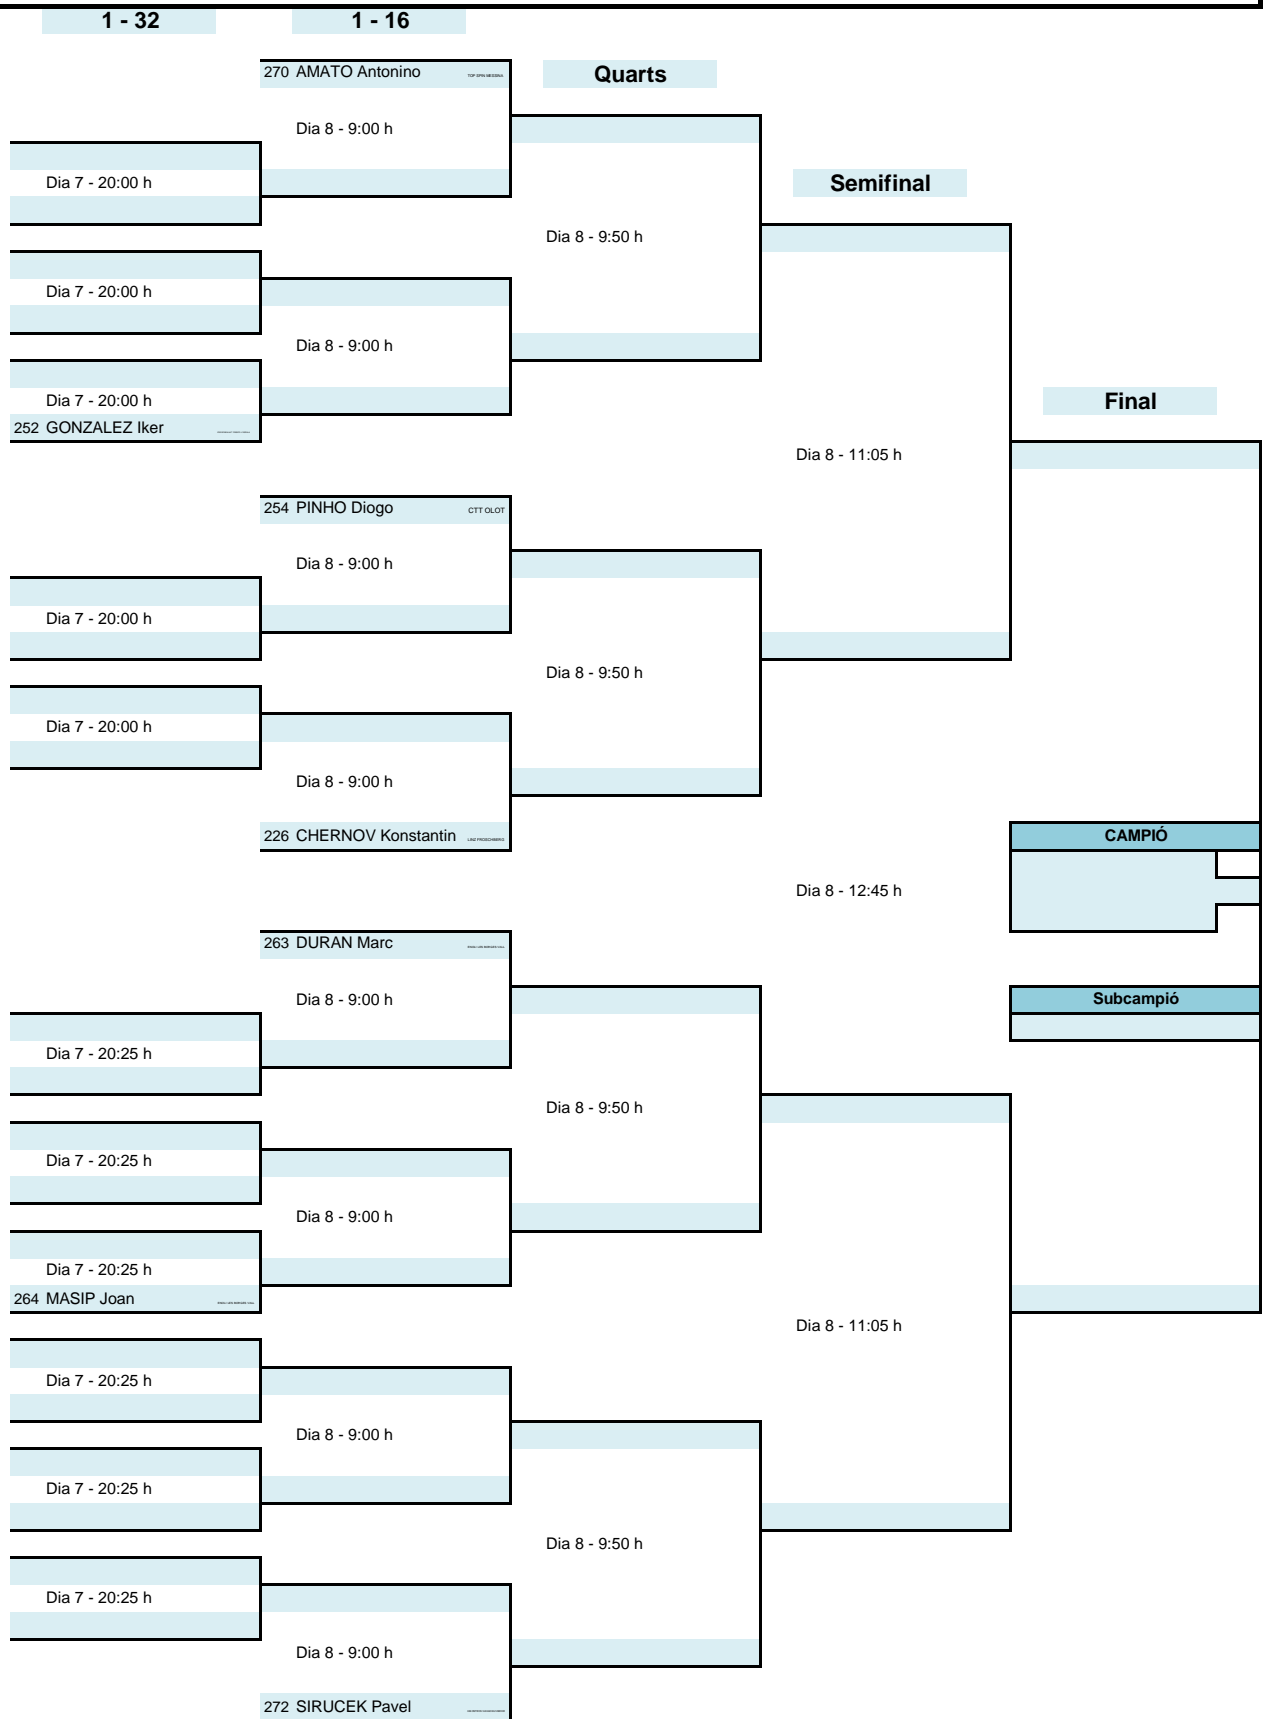 1 - 32
1 - 16
270 AMATO Antonino TOP SPIN MESSINA
Quarts
Dia 8 - 9:00 h
Dia 7 - 20:00 h
Semifinal
Dia 8 - 9:50 h
Dia 7 - 20:00 h
Dia 8 - 9:00 h
Dia 7 - 20:00 h
Final
252 GONZALEZ Iker
Dia 8 - 11:05 h
254 PINHO Diogo CTT OLOT
Dia 8 - 9:00 h
Dia 7 - 20:00 h
Dia 8 - 9:50 h
Dia 7 - 20:00 h
Dia 8 - 9:00 h
226 CHERNOV Konstantin LINZ FROSCHBERG
CAMPIÓ
Dia 8 - 12:45 h
263 DURAN Marc
Dia 8 - 9:00 h
Subcampió
Dia 7 - 20:25 h
Dia 8 - 9:50 h
Dia 7 - 20:25 h
Dia 8 - 9:00 h
Dia 7 - 20:25 h
264 MASIP Joan
Dia 8 - 11:05 h
Dia 7 - 20:25 h
Dia 8 - 9:00 h
Dia 7 - 20:25 h
Dia 8 - 9:50 h
Dia 7 - 20:25 h
Dia 8 - 9:00 h
272 SIRUCEK Pavel